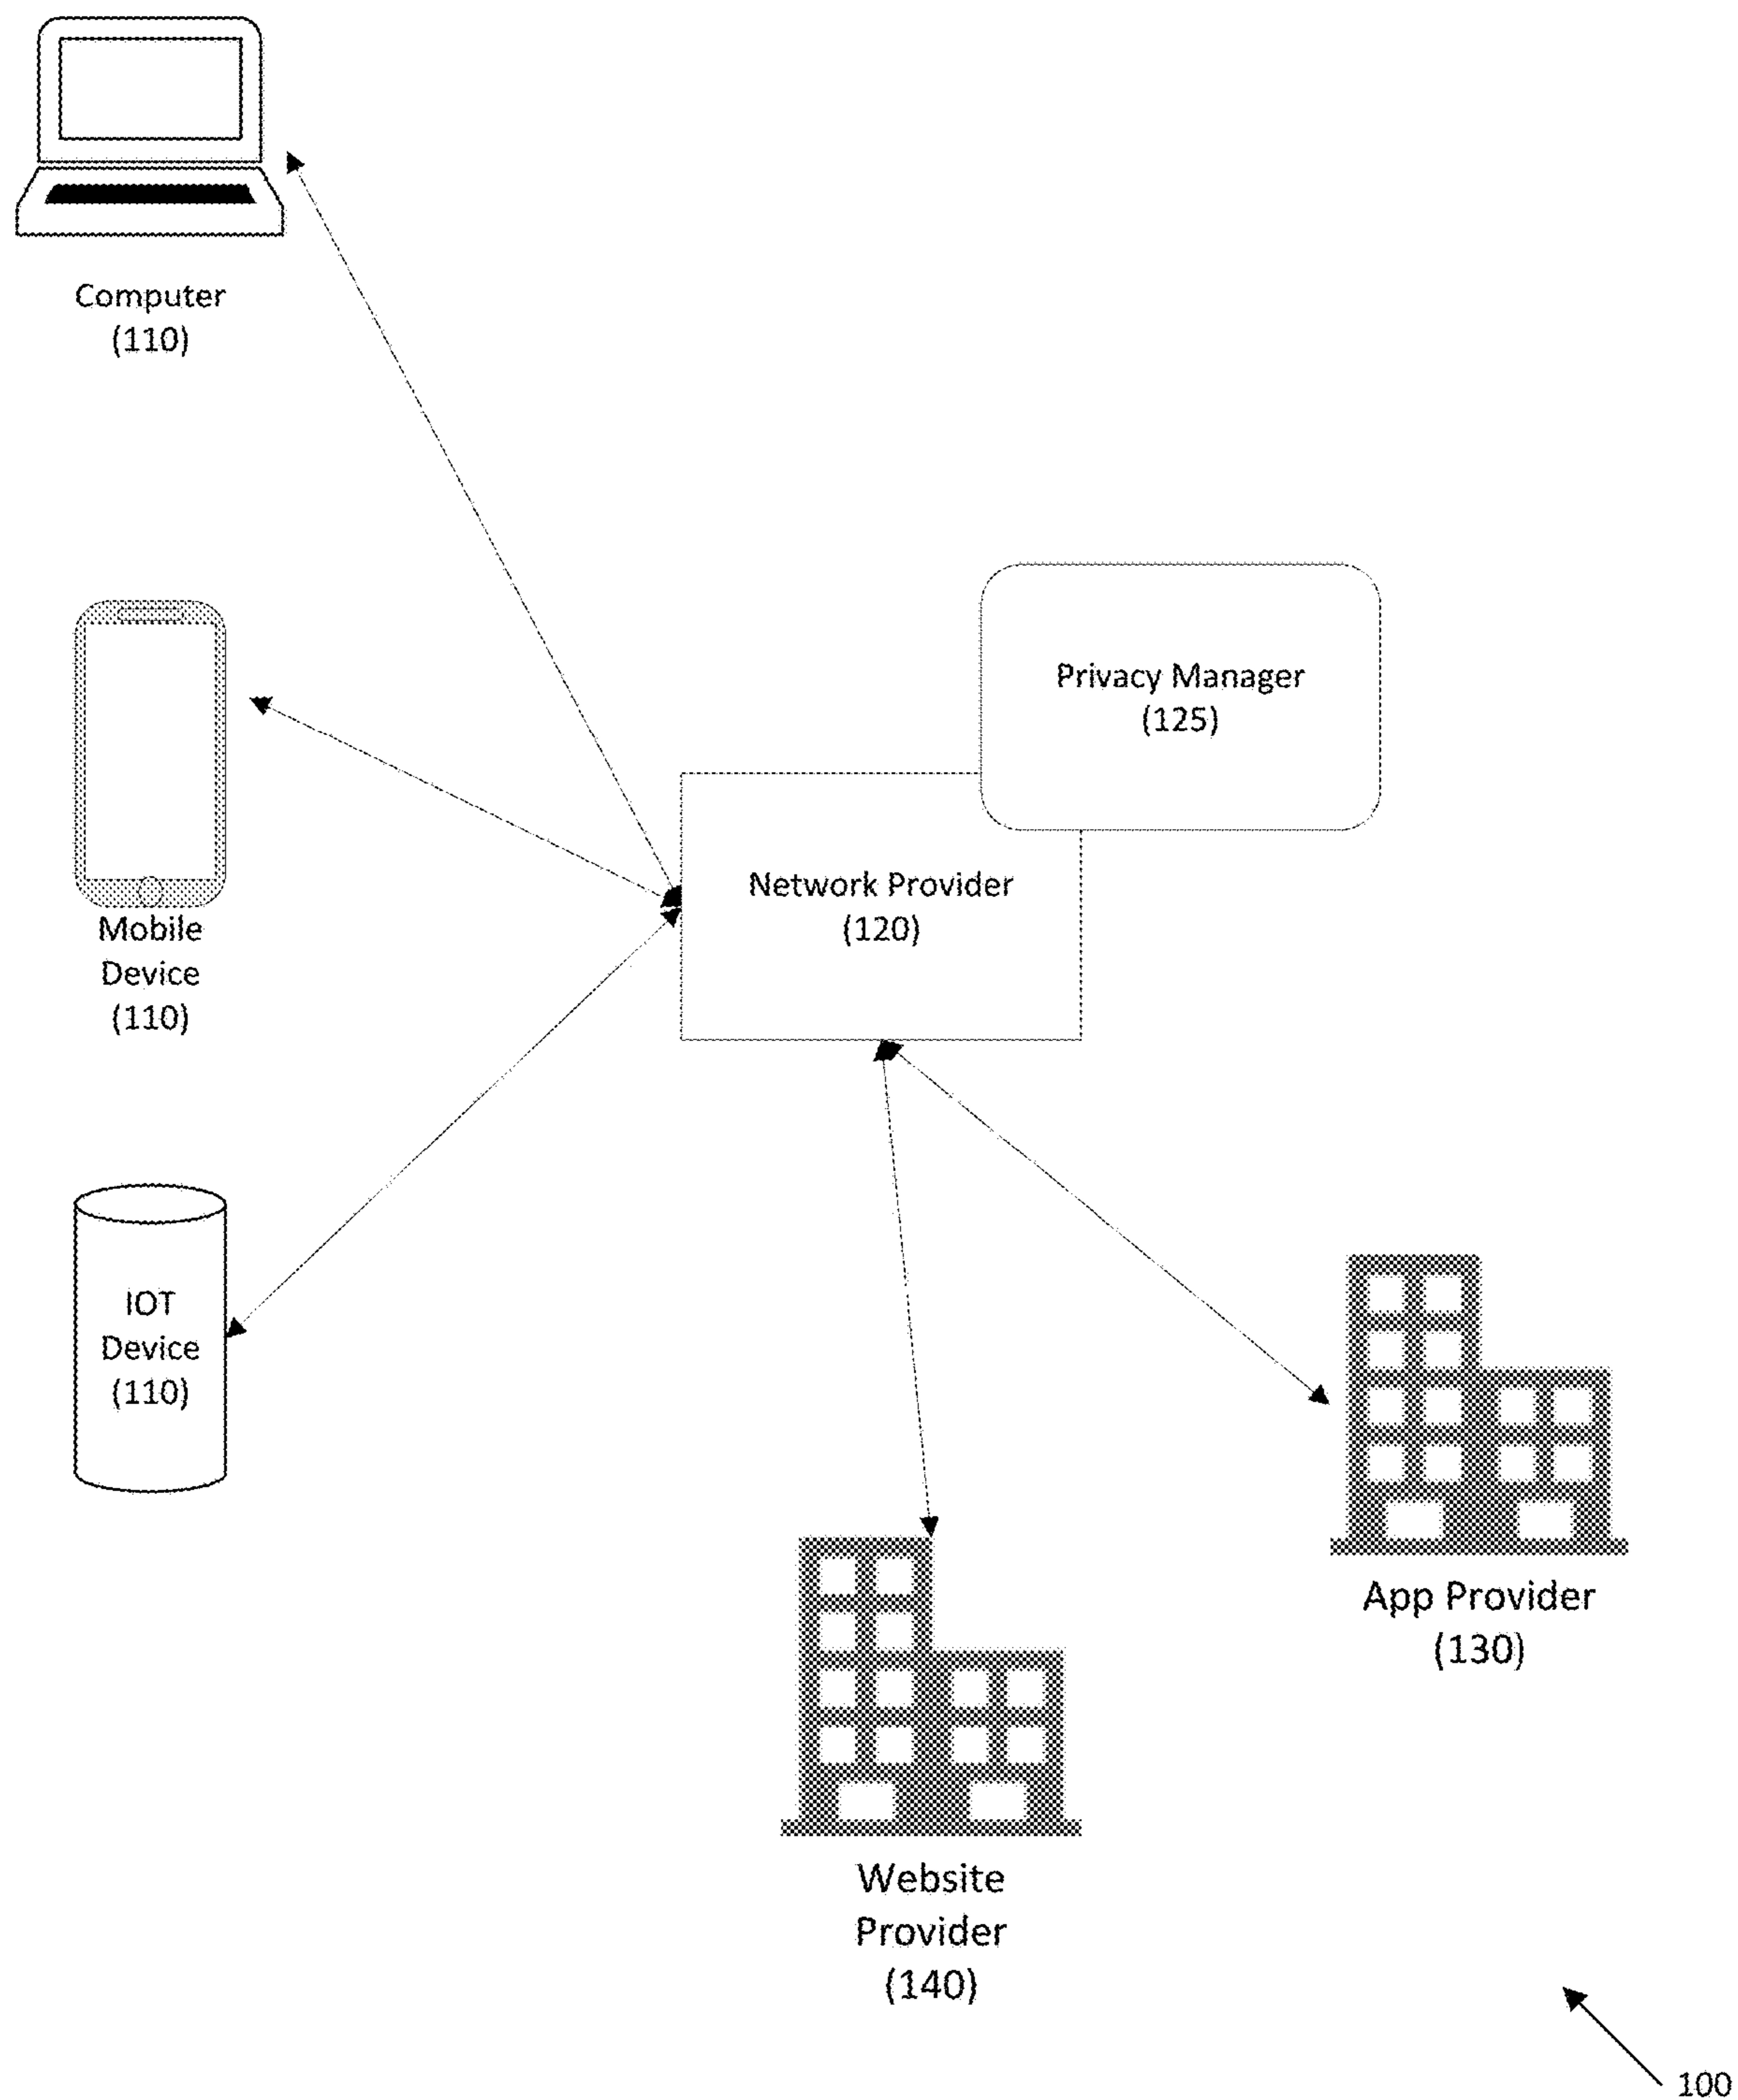 Computer
(110)
Privacy Manager
(125)
Mobile
Device
(110)
Network Provider
(120)
IOT
Device
(110)
App Provider
(130)
Website
Provider
(140)
100